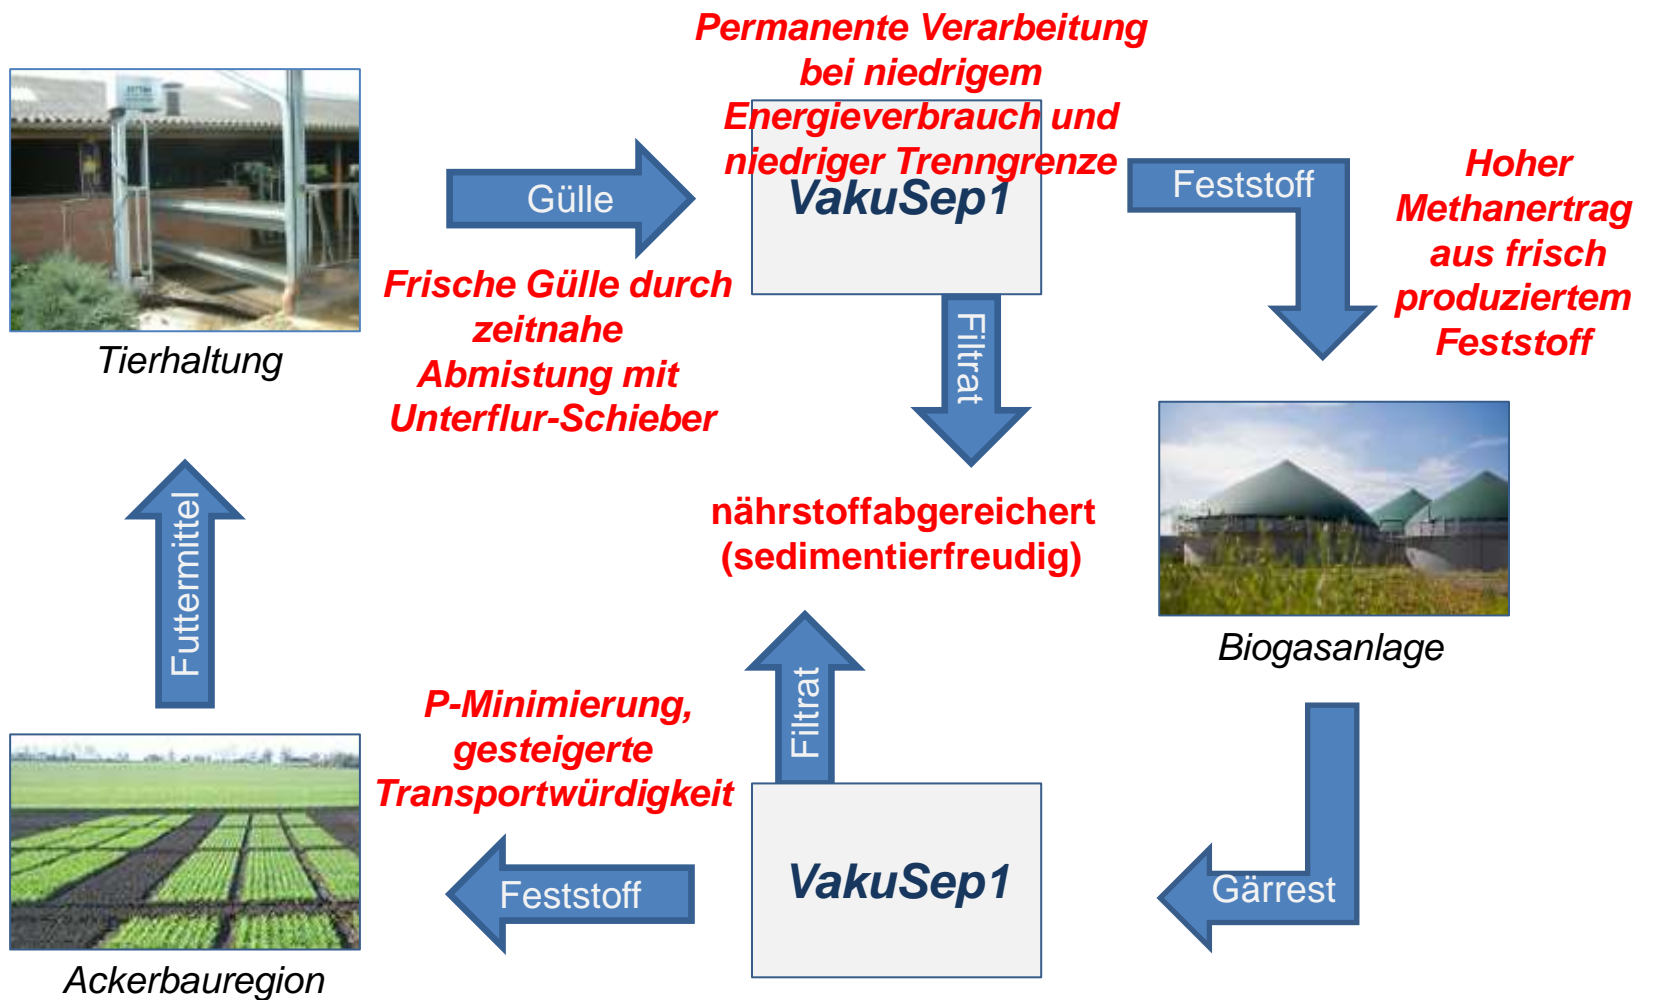 Permanente Verarbeitung
bei niedrigem
Energieverbrauch und
niedriger Trenngrenze
VakuSep1
Gülle
Feststoff
Hoher
Methanertrag
aus frisch
produziertem
Feststoff
Tierhaltung
Frische Gülle durch
zeitnahe
Abmistung mit
Unterflur-Schieber
Filtrat
nährstoffabgereichert
(sedimentierfreudig)
Futtermittel
Biogasanlage
Filtrat
P-Minimierung,
gesteigerte
Transportwürdigkeit
VakuSep1
Feststoff
Gärrest
Ackerbauregion